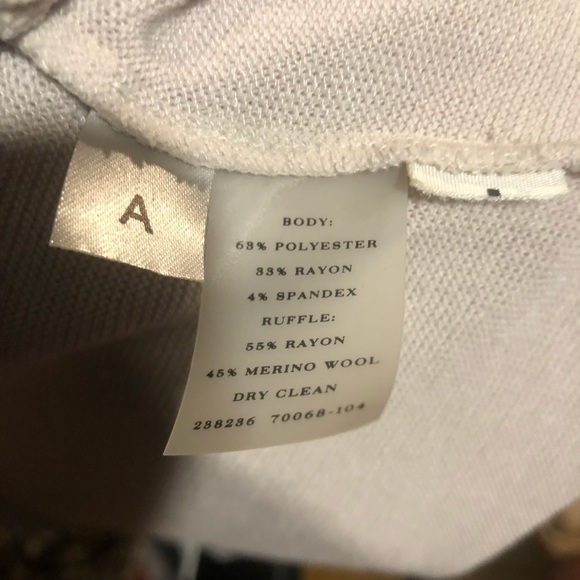 A
BODY:
63% POLYESTER
33% RAYON
4% SPANDEX
RUFFLE:
55% RAYON
45% MERINO WOOL
DRY CLEAN
238236 70068-104